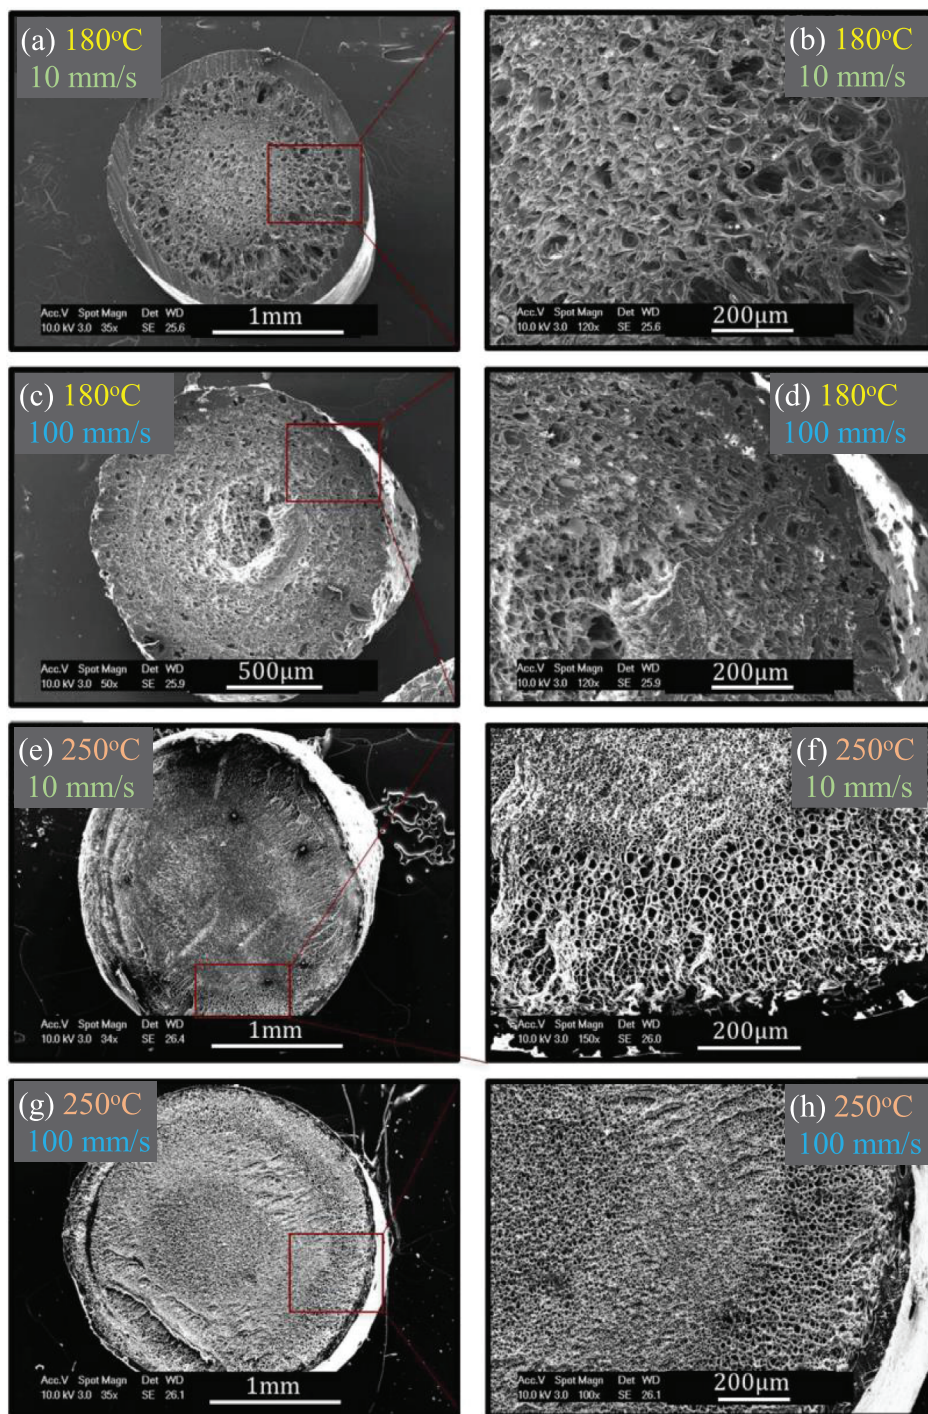 (a) 180°C
10 mm/s
Acc.V Spot Magn Det WD
10.0 kV 3.0 35x SE 25.6
1mm
(b) 180°C
10 mm/s
Acc.V Spot Magn Det WD
10.0 kV 3.0 120x SE 25.6
200µm
(c) 180°C
100 mm/s
Acc.V Spot Magn Det WD
10.0 kV 3.0 50x SE 25.9
500µm
(d) 180°C
100 mm/s
Acc.V Spot Magn Det WD
10.0 kV 3.0 120x SE 25.9
200µm
(e) 250°C
10 mm/s
Acc.V Spot Magn Det WD
10.0 kV 3.0 34x SE 26.4
1mm
(f) 250°C
10 mm/s
Acc.V Spot Magn Det WD
10.0 kV 3.0 150x SE 26.0
200µm
(g) 250°C
100 mm/s
Acc.V Spot Magn Det WD
10.0 kV 3.0 35x SE 26.1
1mm
(h) 250°C
100 mm/s
Acc.V Spot Magn Det WD
10.0 kV 3.0 100x SE 26.1
200µm